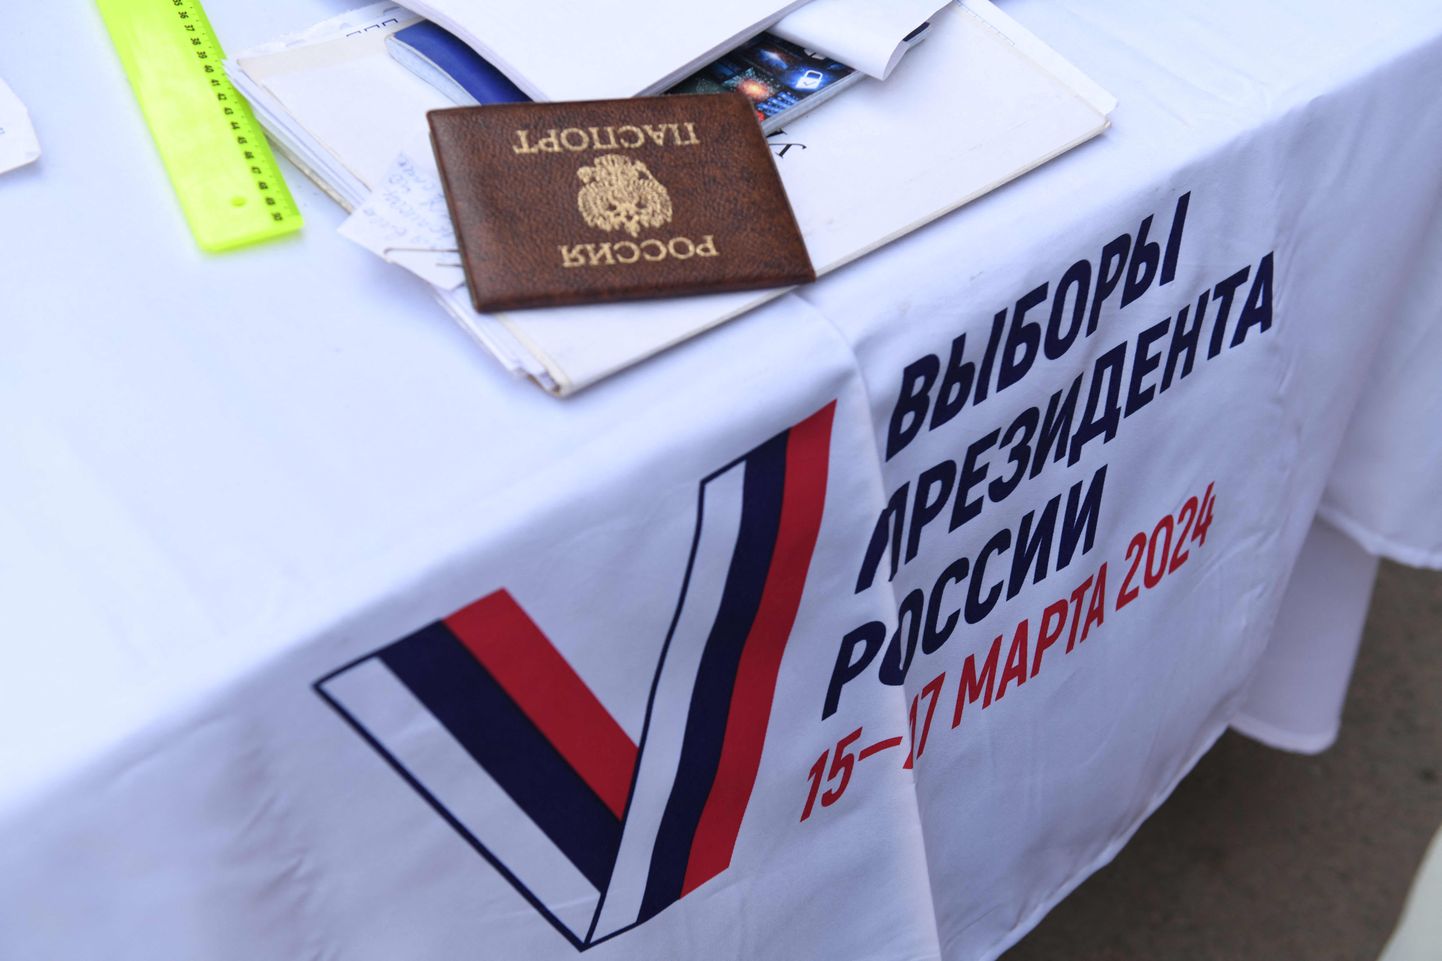 ПАСПОРТ
РОССИЯ
ВЫБОРЫ
ПРЕЗИДЕНТА
РОССИИ
15—17 МАРТА 2024